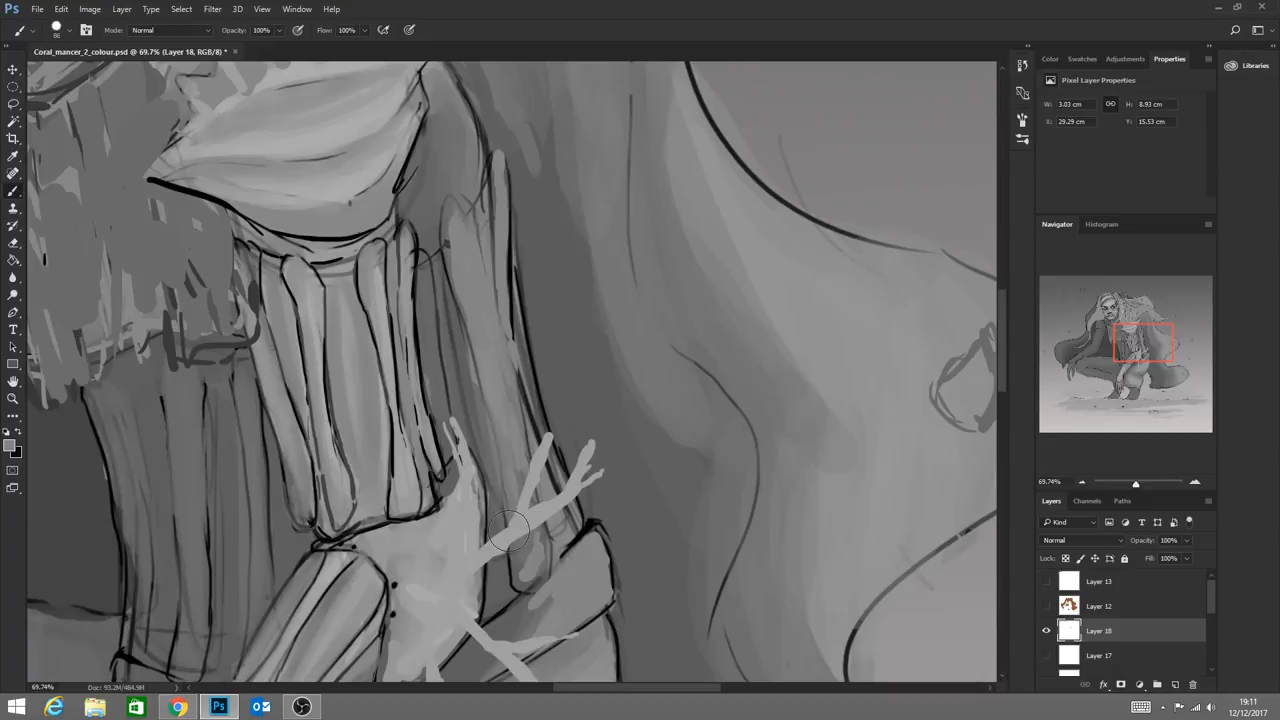 Ps File Edit Image Layer Type Select Filter 3D View Window Help
86 Mode: Normal Opacity: 100% Flow: 100%
Coral_mancer_2_colour.psd @ 69.7% (Layer 18, RGB/8) * ×
Color Swatches Adjustments Properties
Libraries
Pixel Layer Properties
W: 3.03 cm H: 8.93 cm
X: 29.29 cm Y: 15.53 cm
Navigator Histogram
69.74%
Layers Channels Paths
Kind
Normal Opacity: 100%
Lock: Fill: 100%
Layer 13
Layer 12
Layer 18
Layer 17
fx
69.74% Doc: 93.2M/484.9M
Ps
19:11
12/12/2017